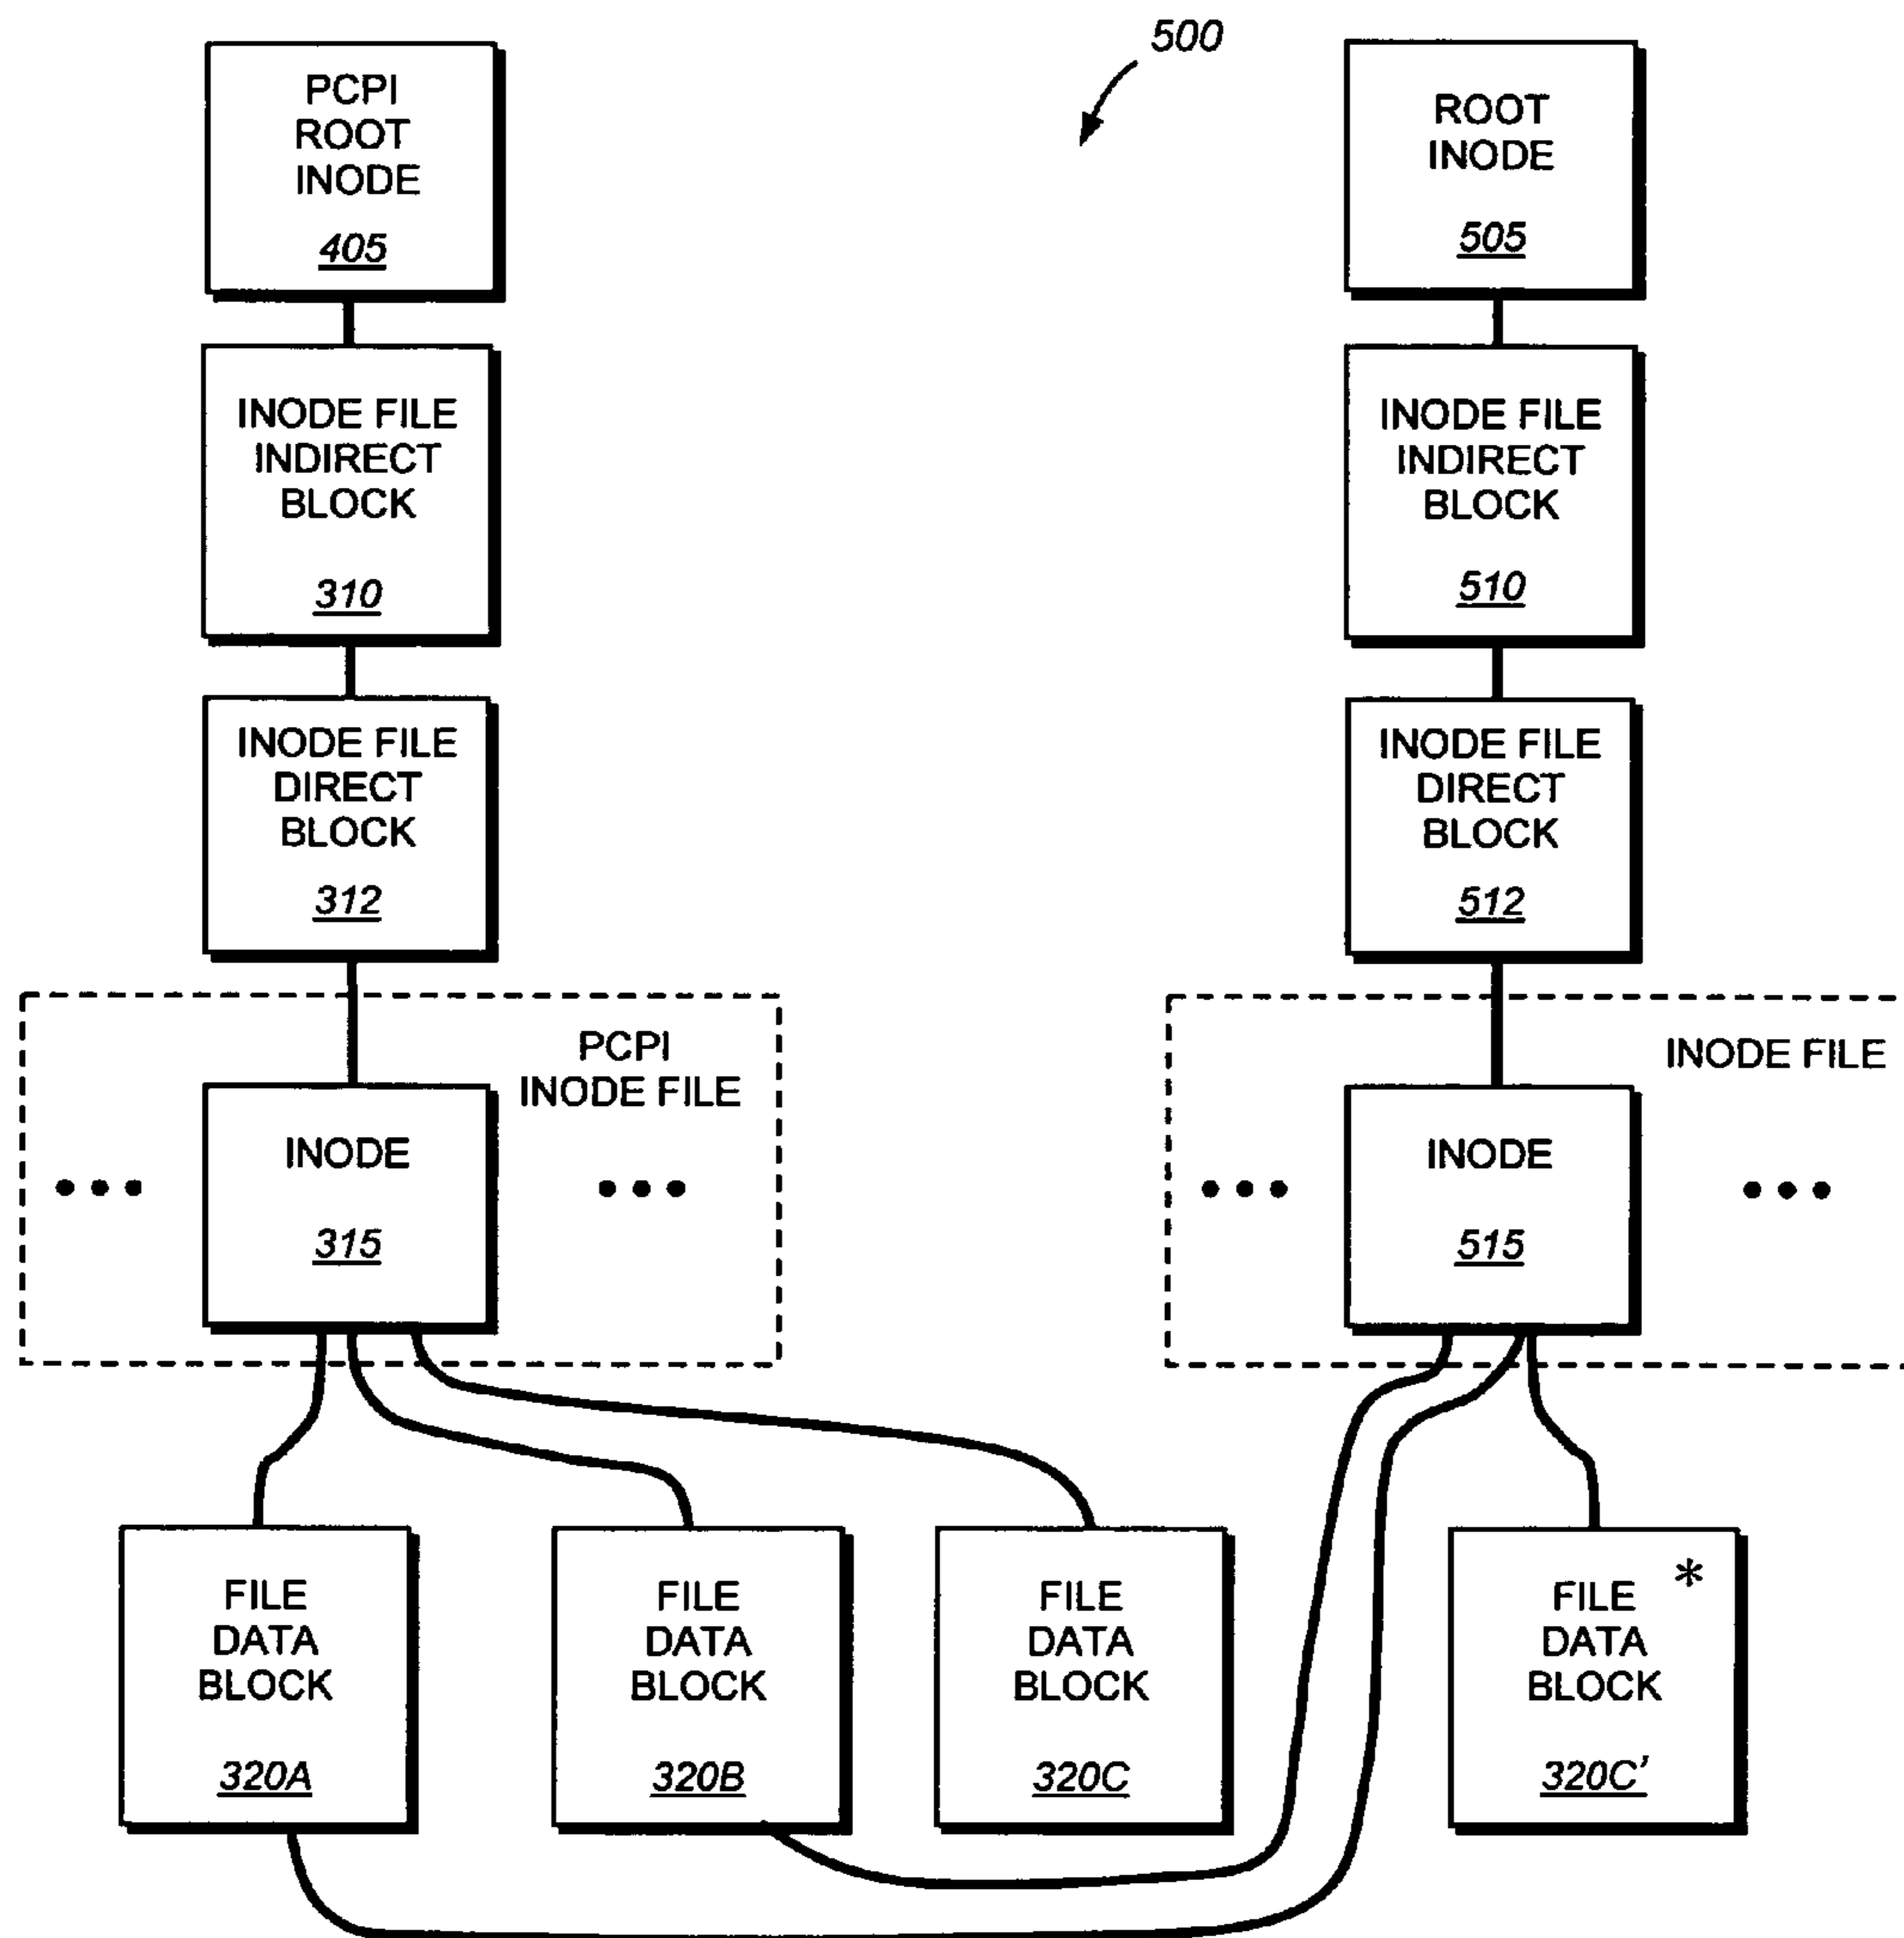 500
PCPI
ROOT
INODE
405
ROOT
INODE
505
INODE FILE
INDIRECT
BLOCK
310
INODE FILE
INDIRECT
BLOCK
510
INODE FILE
DIRECT
BLOCK
312
INODE FILE
DIRECT
BLOCK
512
PCPI
INODE FILE
INODE
315
INODE FILE
INODE
515
FILE
DATA
BLOCK
320A
FILE
DATA
BLOCK
320B
FILE
DATA
BLOCK
320C
FILE *
DATA
BLOCK
320C’